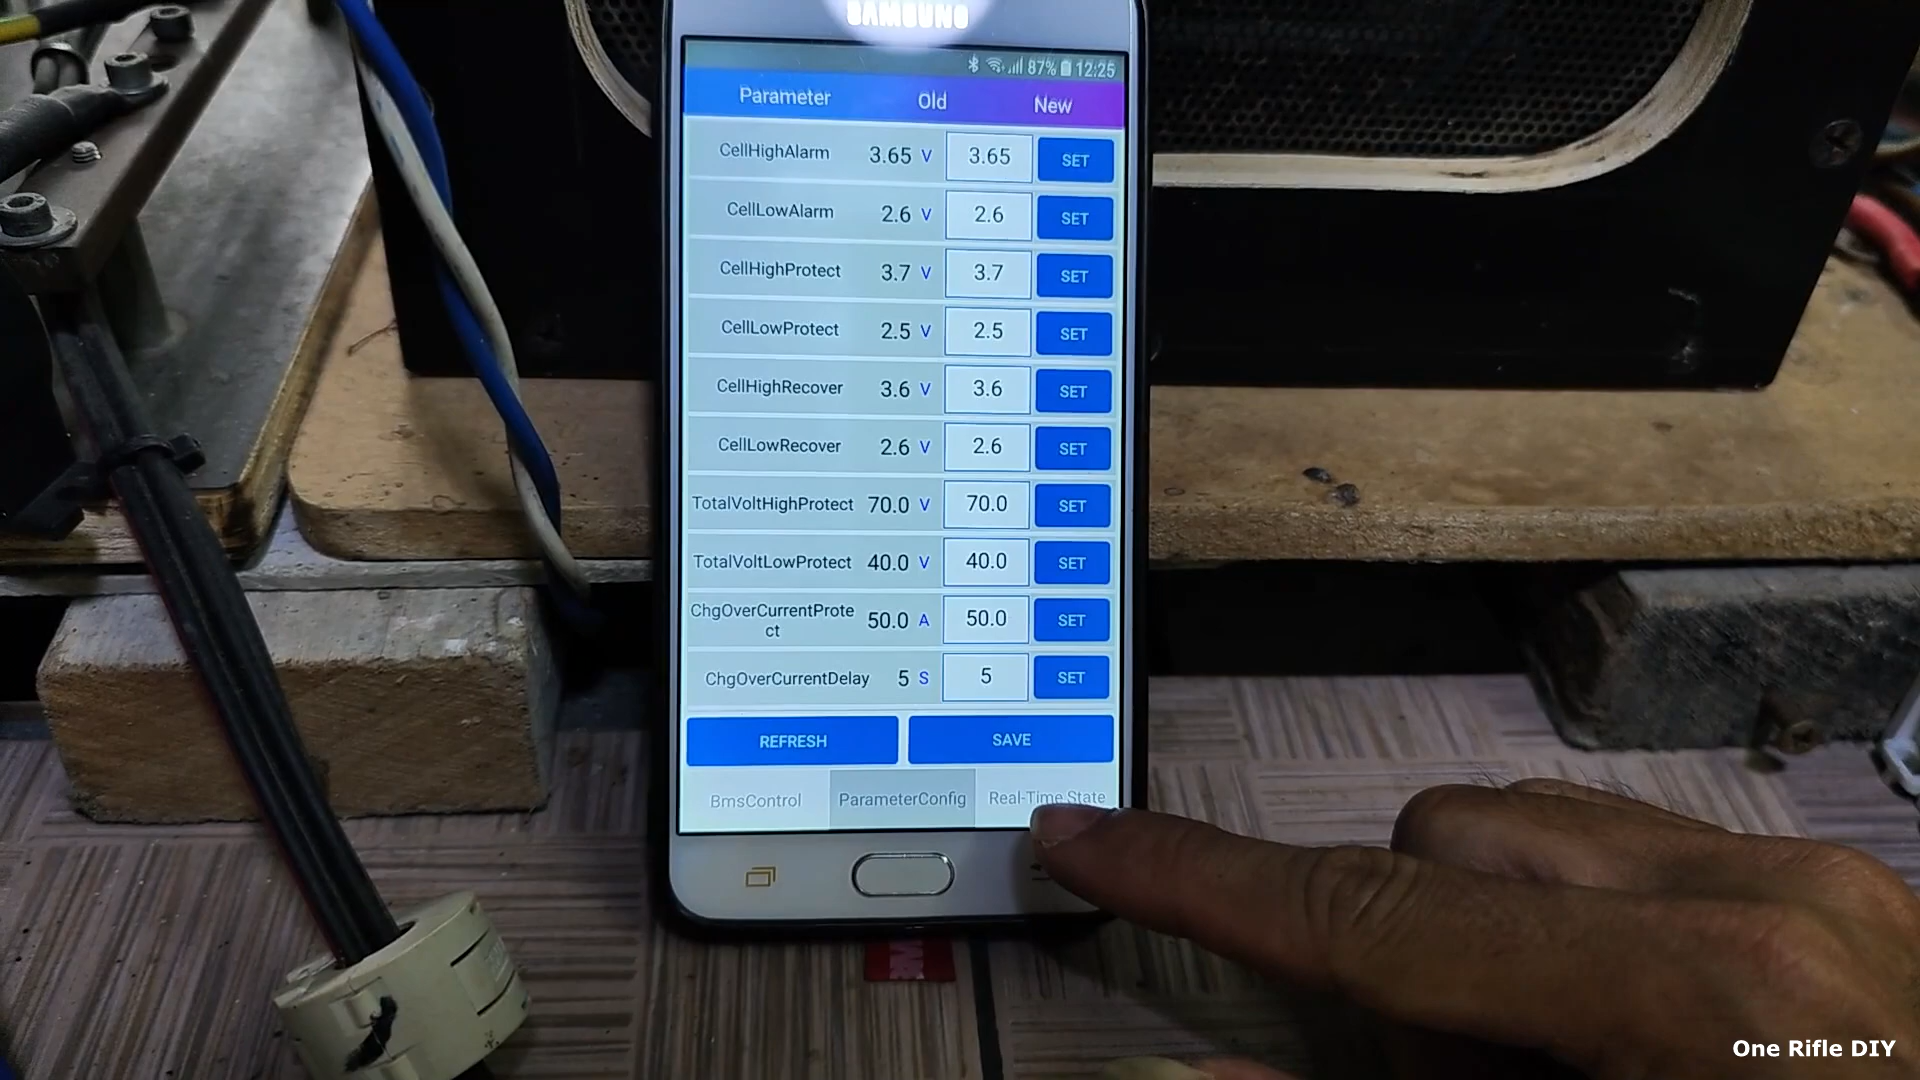 SAMSUNG
87% 12:25
Parameter Old New
CellHighAlarm 3.65 V 3.65 SET
CellLowAlarm 2.6 V 2.6 SET
CellHighProtect 3.7 V 3.7 SET
CellLowProtect 2.5 V 2.5 SET
CellHighRecover 3.6 V 3.6 SET
CellLowRecover 2.6 V 2.6 SET
TotalVoltHighProtect 70.0 V 70.0 SET
TotalVoltLowProtect 40.0 V 40.0 SET
ChgOverCurrentProte
ct 50.0 A 50.0 SET
ChgOverCurrentDelay 5 S 5 SET
REFRESH SAVE
BmsControl ParameterConfig Real-Time State
One Rifle DIY